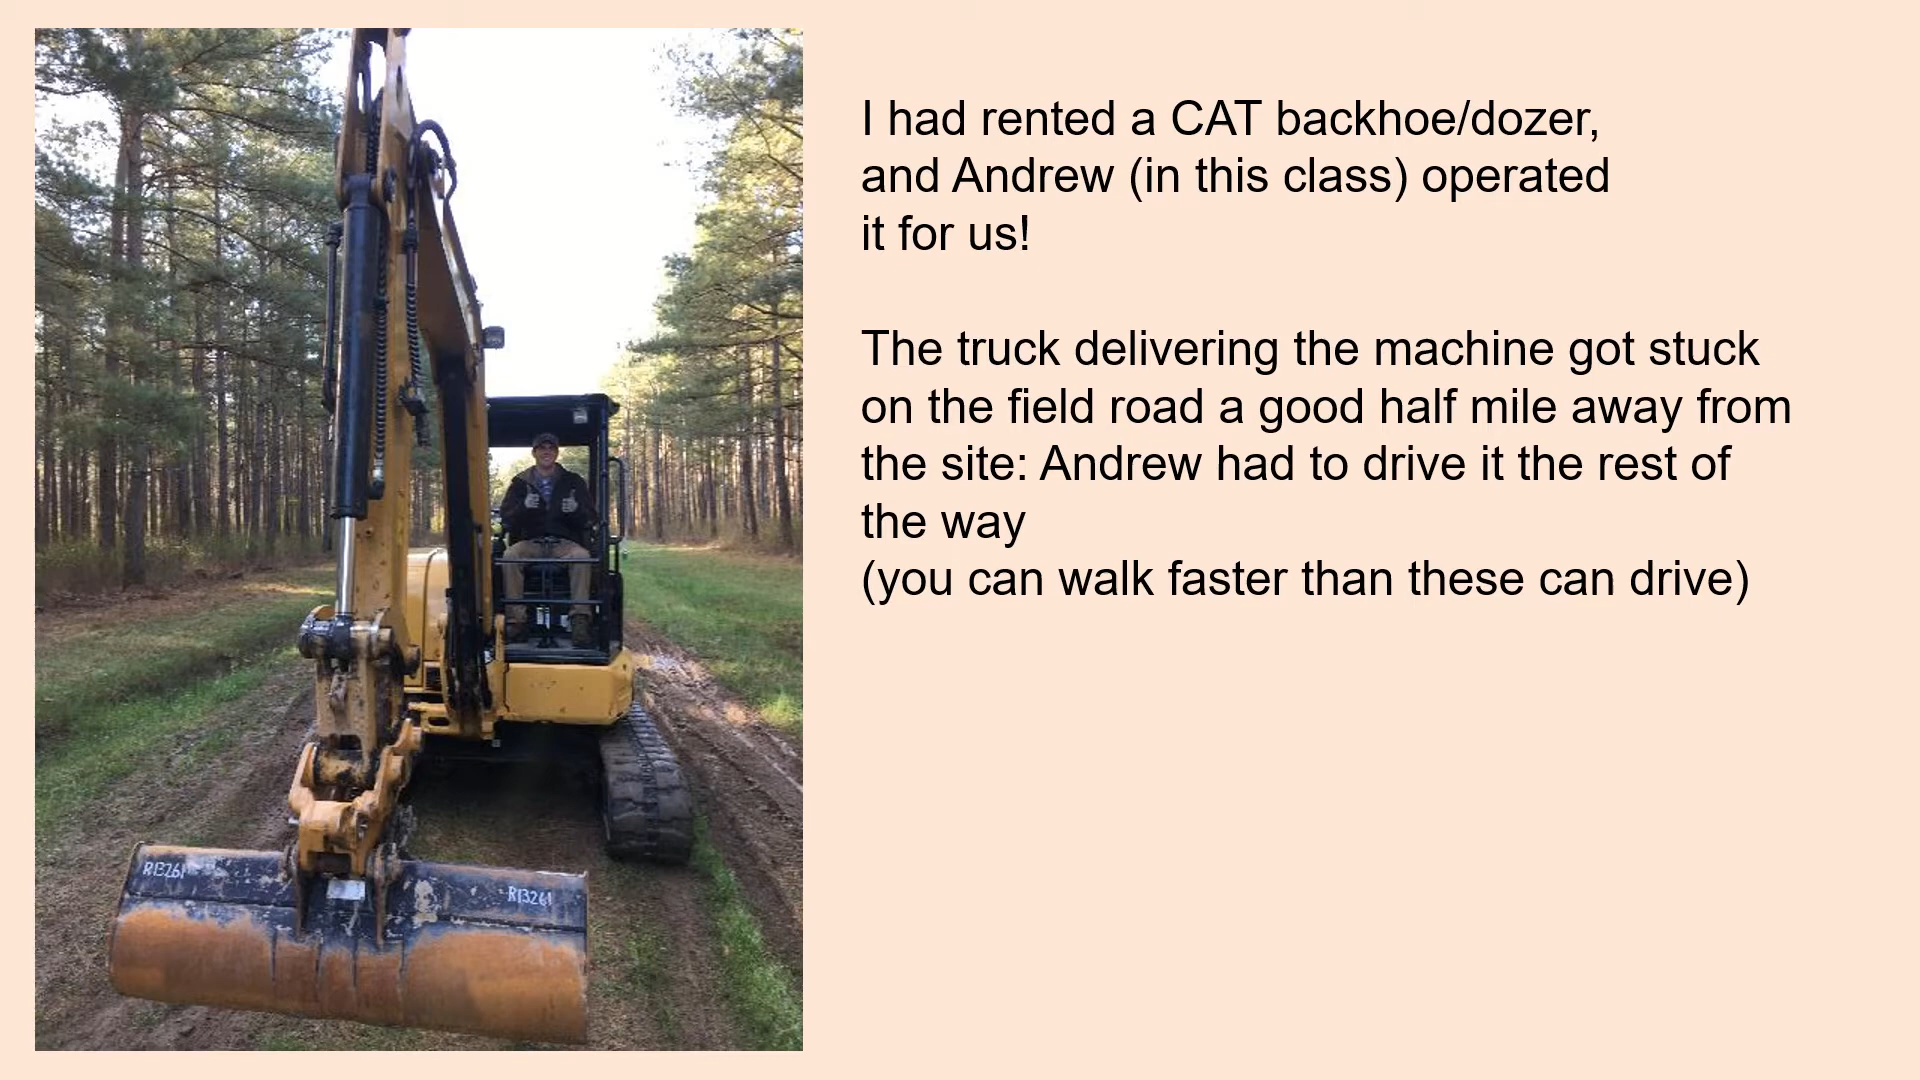 I had rented a CAT backhoe/dozer,
and Andrew (in this class) operated
it for us!
The truck delivering the machine got stuck
on the field road a good half mile away from
the site: Andrew had to drive it the rest of
the way
(you can walk faster than these can drive)
R13261
R13261